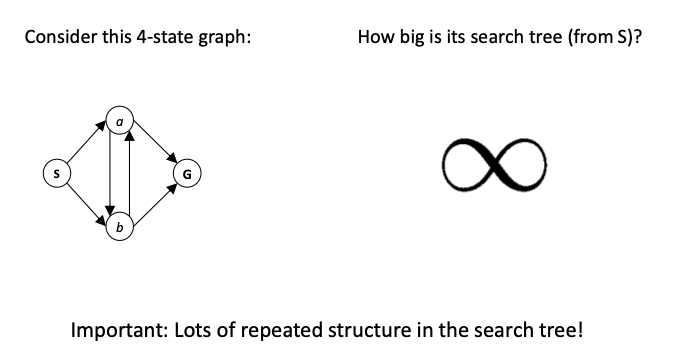 Consider this 4-state graph:
How big is its search tree (from S)?
a
S
G
b
∞
Important: Lots of repeated structure in the search tree!